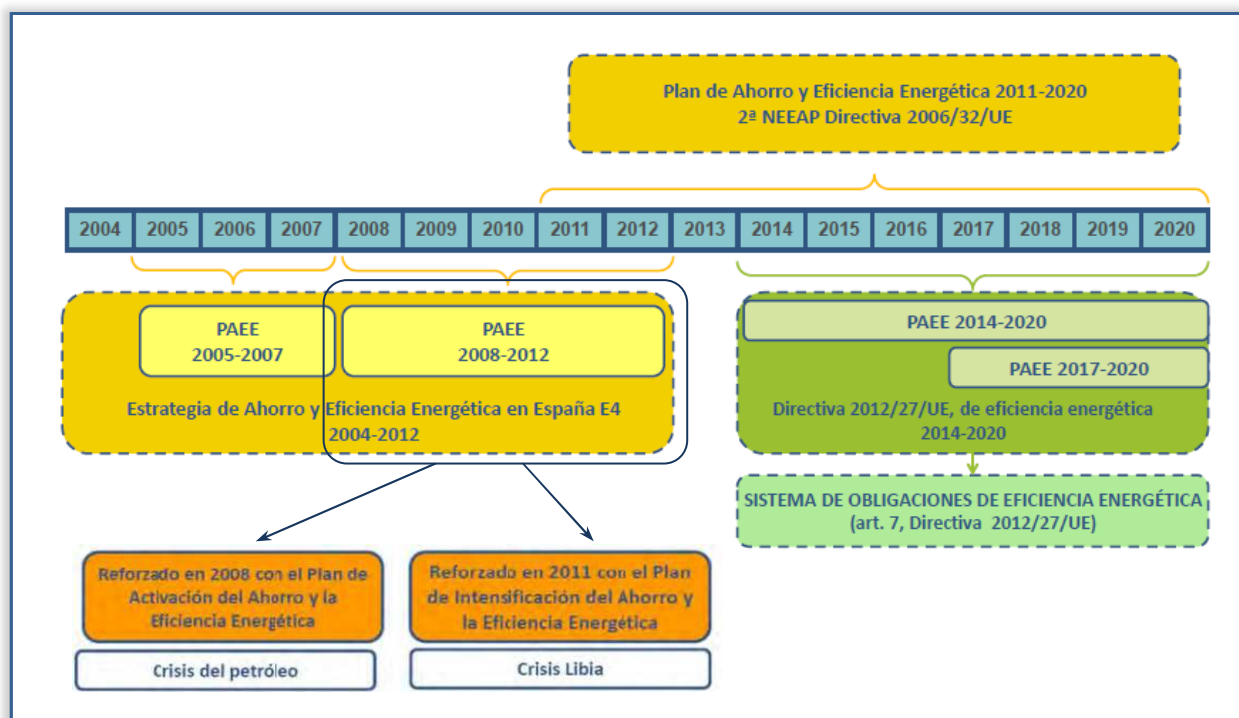 Plan de Ahorro y Eficiencia Energética 2011-2020
2ª NEEAP Directiva 2006/32/UE
2004 2005 2006 2007 2008 2009 2010 2011 2012 2013 2014 2015 2016 2017 2018 2019 2020
PAEE
2005-2007
PAEE
2008-2012
Estrategia de Ahorro y Eficiencia Energética en España E4
2004-2012
PAEE 2014-2020
PAEE 2017-2020
Directiva 2012/27/UE, de eficiencia energética
2014-2020
SISTEMA DE OBLIGACIONES DE EFICIENCIA ENERGÉTICA
(art. 7, Directiva 2012/27/UE)
Reforzado en 2008 con el Plan de
Activación del Ahorro y la
Eficiencia Energética
Crisis del petróleo
Reforzado en 2011 con el Plan
de Intensificación del Ahorro y
la Eficiencia Energética
Crisis Libia